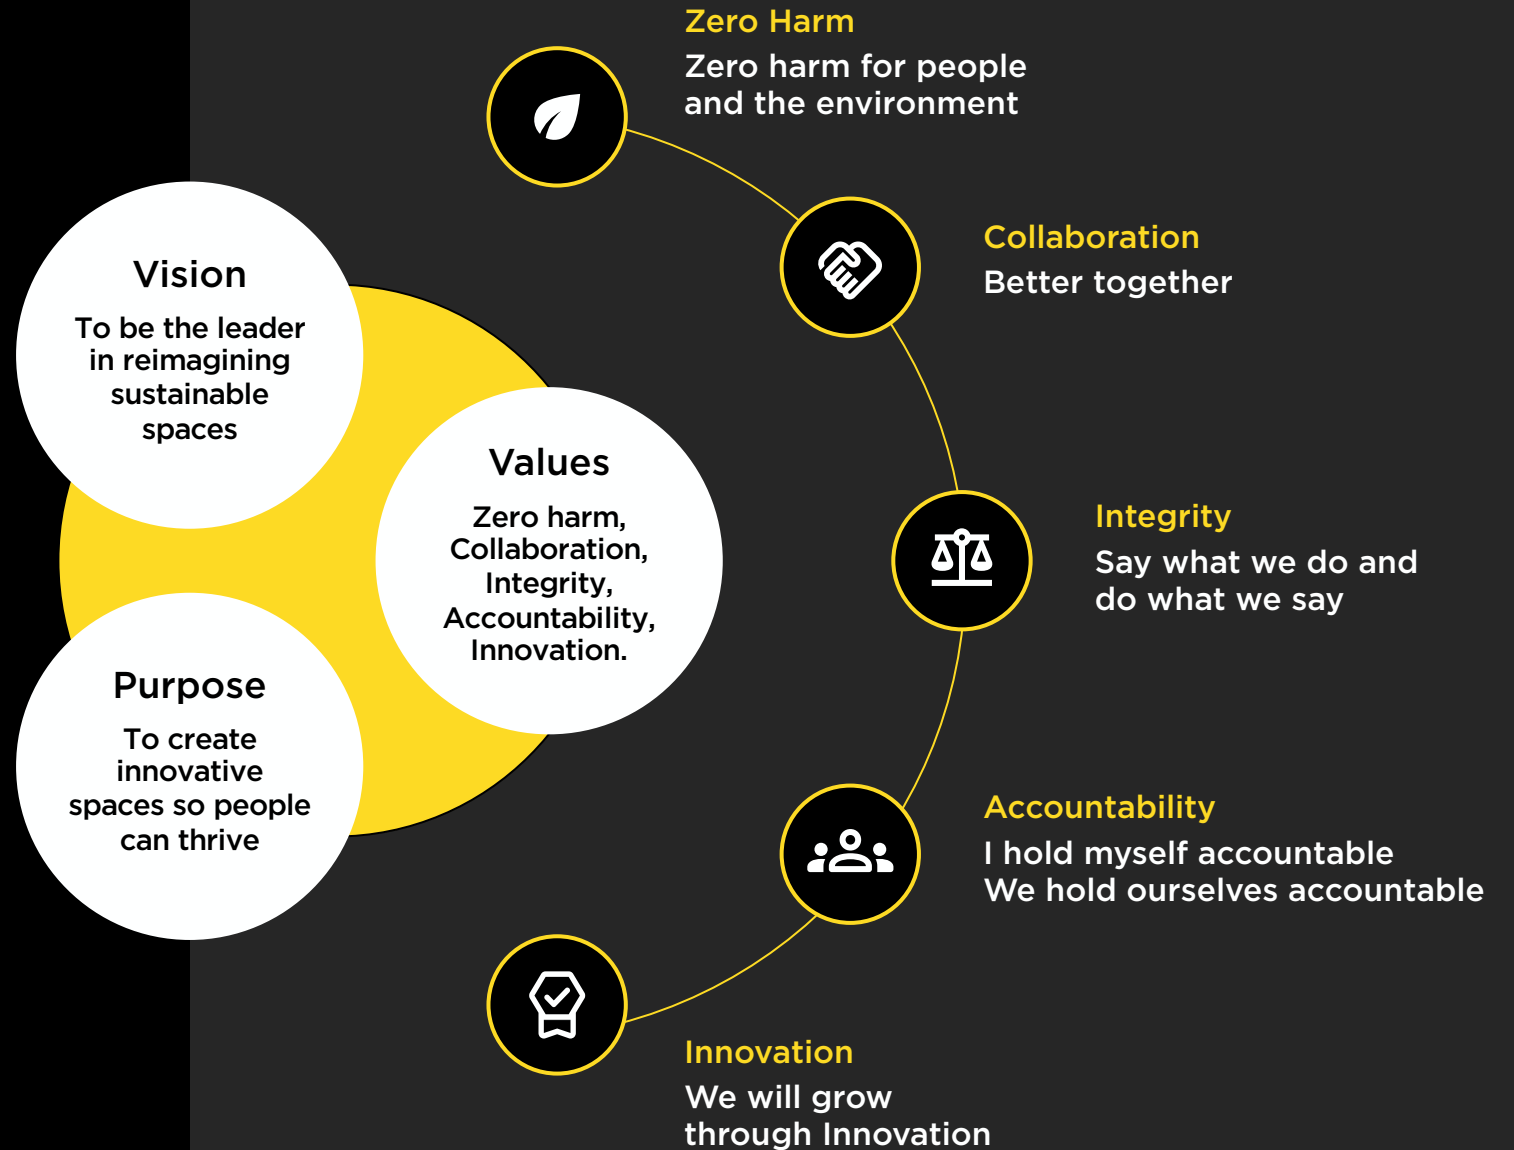 Vision
To be the leader
in reimagining
sustainable
spaces
Purpose
To create
innovative
spaces so people
can thrive
Values
Zero harm,
Collaboration,
Integrity,
Accountability,
Innovation.
Zero Harm
Zero harm for people
and the environment
Collaboration
Better together
Integrity
Say what we do and
do what we say
Accountability
I hold myself accountable
We hold ourselves accountable
Innovation
We will grow
through Innovation